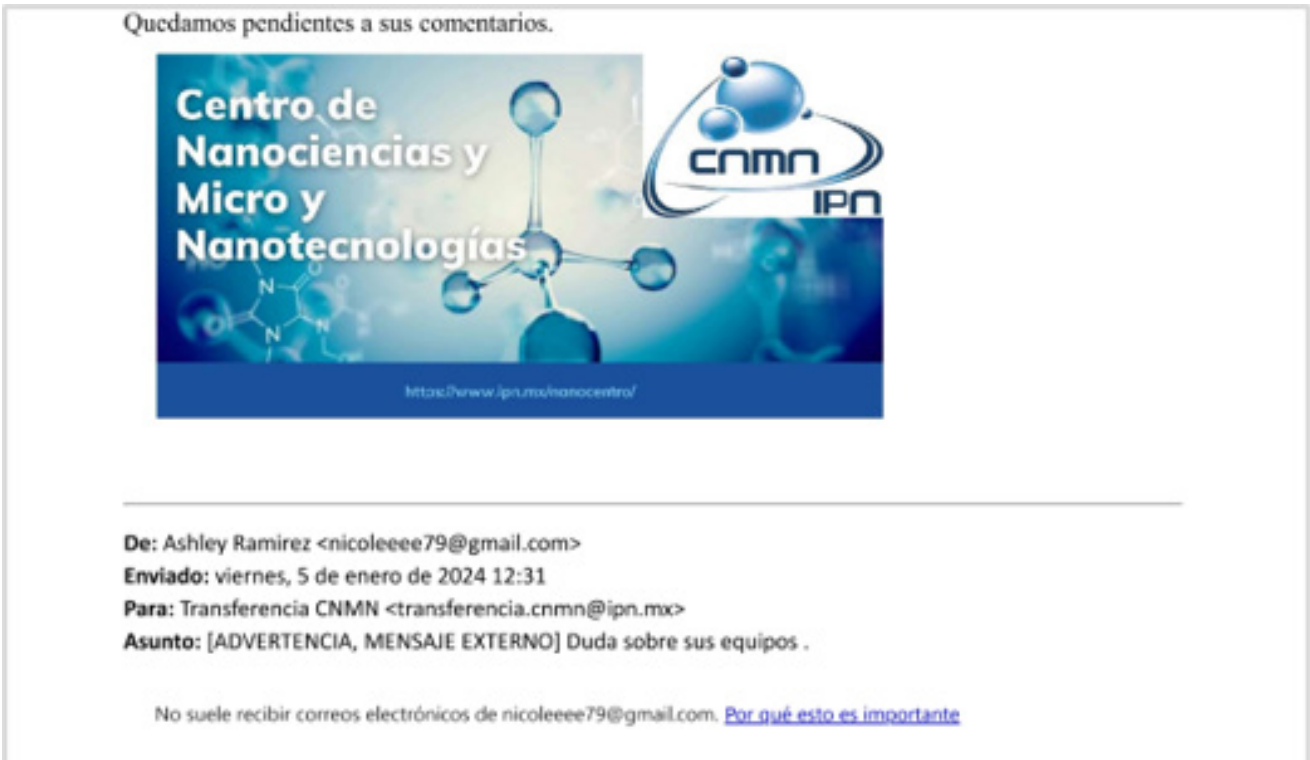 Quedamos pendientes a sus comentarios.
Centro de
Nanociencias y
Micro y
Nanotecnologías
cnmn
IPN
N
O
N
N
https://www.ipn.mx/nanocentro/
De: Ashley Ramirez <nicoleeee79@gmail.com>
Enviado: viernes, 5 de enero de 2024 12:31
Para: Transferencia CNMN <transferencia.cnmn@ipn.mx>
Asunto: [ADVERTENCIA, MENSAJE EXTERNO] Duda sobre sus equipos .
No suele recibir correos electrónicos de nicoleeee79@gmail.com. Por qué esto es importante